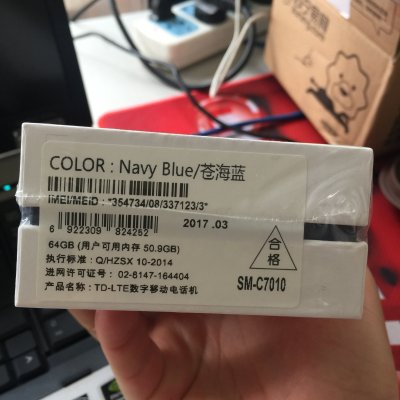 COLOR : Navy Blue/苍海蓝
IMEI/MEID : *354734/08/337123/3*
6 922309 824262
2017 .03
64GB (用户可用内存 50.9GB)
执行标准 : Q/HZSX 10-2014
进网许可证号 : 02-8147-164404
产品名称 : TD-LTE数字移动电话机
合格
SM-C7010